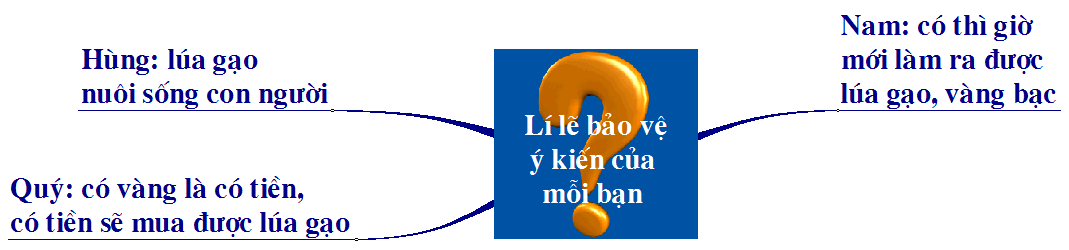 Hùng: lúa gạo
nuôi sống con người
Quý: có vàng là có tiền,
có tiền sẽ mua được lúa gạo
Lí lẽ bảo vệ
ý kiến của
mỗi bạn
Nam: có thì giờ
mới làm ra được
lúa gạo, vàng bạc